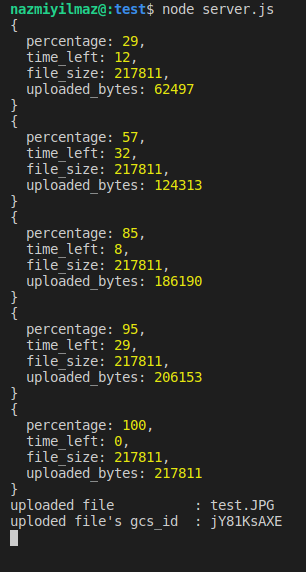 nazmiyilmaz@:test$ node server.js
{
  percentage: 29,
  time_left: 12,
  file_size: 217811,
  uploaded_bytes: 62497
}
{
  percentage: 57,
  time_left: 32,
  file_size: 217811,
  uploaded_bytes: 124313
}
{
  percentage: 85,
  time_left: 8,
  file_size: 217811,
  uploaded_bytes: 186190
}
{
  percentage: 95,
  time_left: 29,
  file_size: 217811,
  uploaded_bytes: 206153
}
{
  percentage: 100,
  time_left: 0,
  file_size: 217811,
  uploaded_bytes: 217811
}
uploaded file          : test.JPG
uploded file's gcs_id  : jY81KsAXE